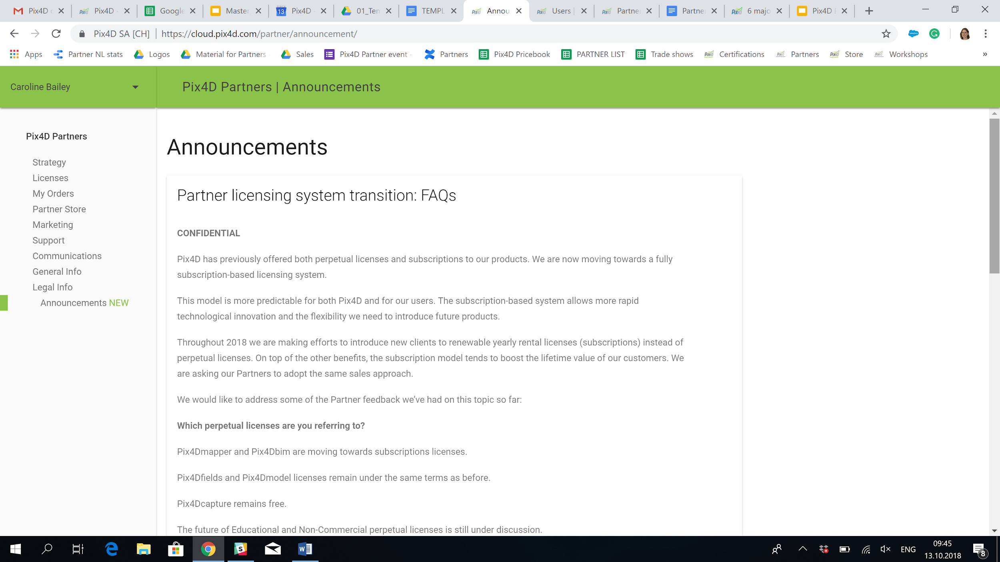 Pix4D c
Pix4D -
Google
Master
13
Pix4D -
01_Tem
TEMPL
Annou
Users |
Partne
Partne
6 majo
Pix4D
Pix4D SA [CH]
https://cloud.pix4d.com/partner/announcement/
Apps
Partner NL stats
Logos
Material for Partners
Sales
Pix4D Partner event -
Partners
Pix4D Pricebook
PARTNER LIST
Trade shows
Certifications
Partners
Store
Workshops
»
Caroline Bailey
Pix4D Partners | Announcements
Pix4D Partners
Strategy
Licenses
My Orders
Partner Store
Marketing
Support
Communications
General Info
Legal Info
Announcements NEW
Announcements
Partner licensing system transition: FAQs
CONFIDENTIAL
Pix4D has previously offered both perpetual licenses and subscriptions to our products. We are now moving towards a fully
subscription-based licensing system.
This model is more predictable for both Pix4D and for our users. The subscription-based system allows more rapid
technological innovation and the flexibility we need to introduce future products.
Throughout 2018 we are making efforts to introduce new clients to renewable yearly rental licenses (subscriptions) instead of
perpetual licenses. On top of the other benefits, the subscription model tends to boost the lifetime value of our customers. We
are asking our Partners to adopt the same sales approach.
We would like to address some of the Partner feedback we’ve had on this topic so far:
Which perpetual licenses are you referring to?
Pix4Dmapper and Pix4Dbim are moving towards subscriptions licenses.
Pix4Dfields and Pix4Dmodel licenses remain under the same terms as before.
Pix4Dcapture remains free.
The future of Educational and Non-Commercial perpetual licenses is still under discussion.
ENG
09:45
13.10.2018
8